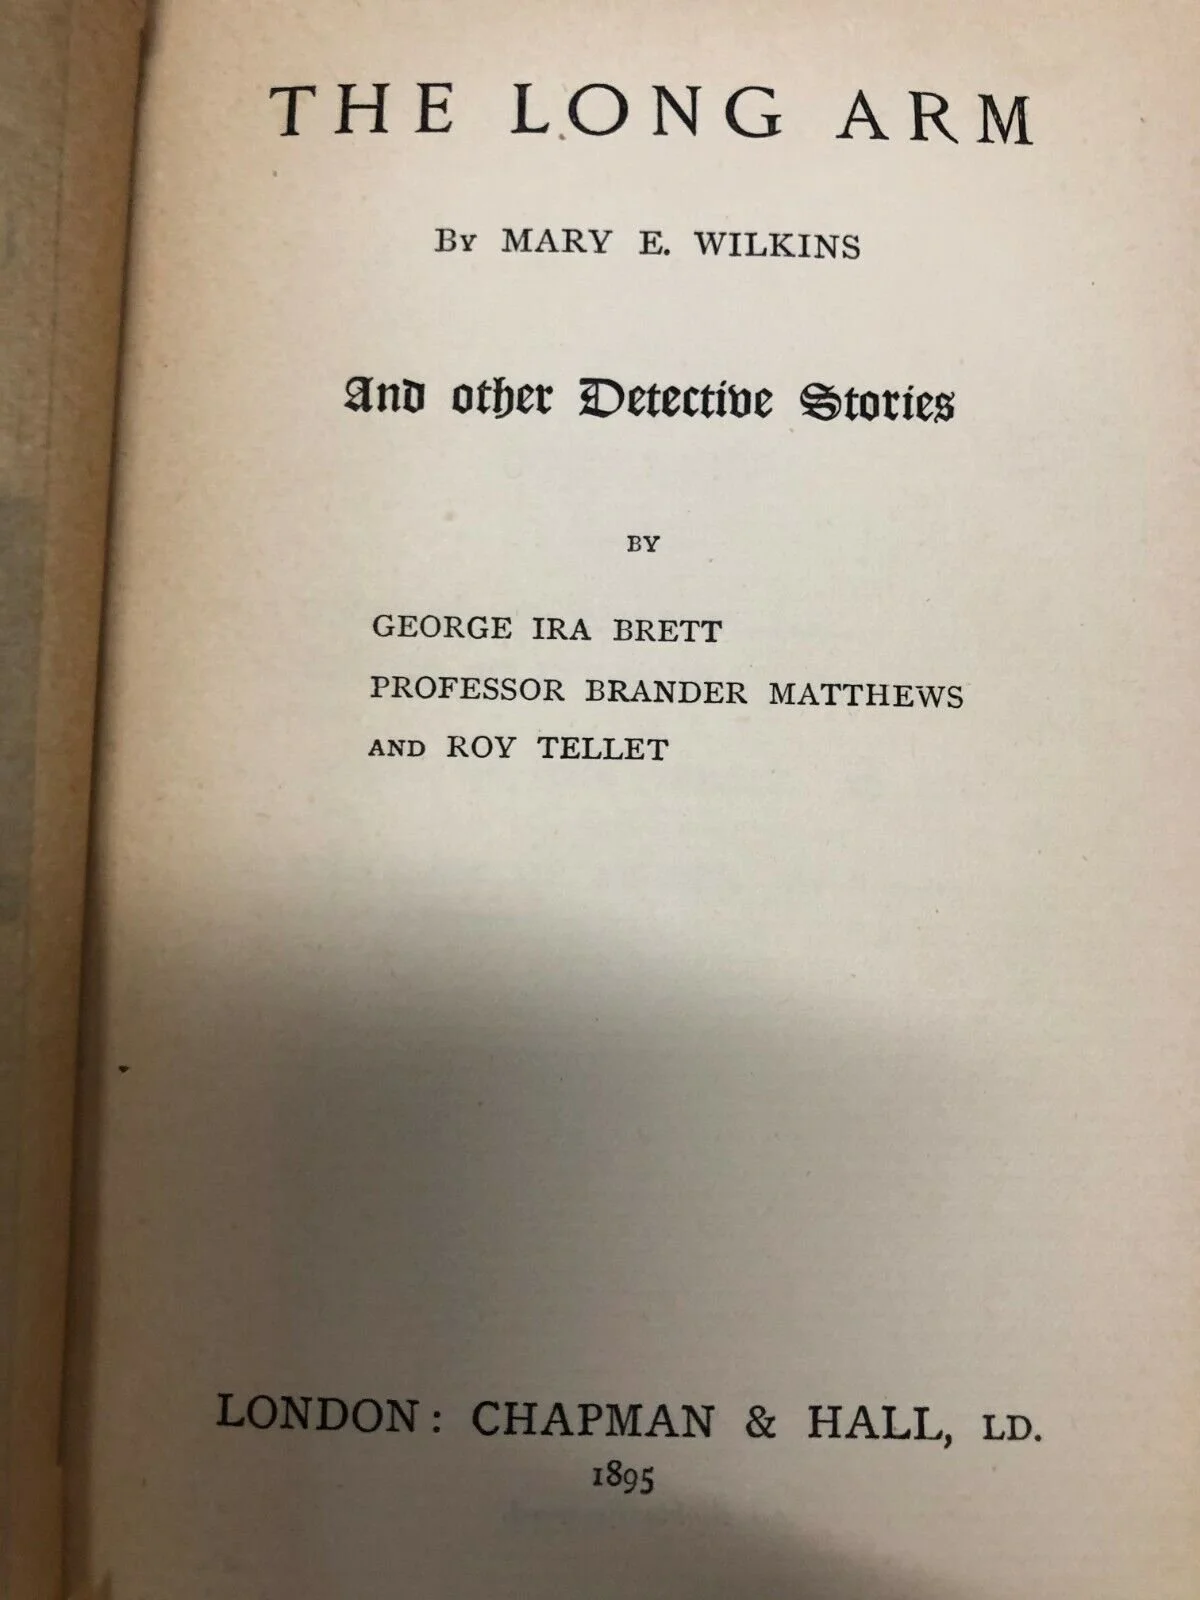 THE LONG ARM
By MARY E. WILKINS
And other Detective Stories
BY
GEORGE IRA BRETT
PROFESSOR BRANDER MATTHEWS
AND ROY TELLET
LONDON: CHAPMAN & HALL, LD.
1895